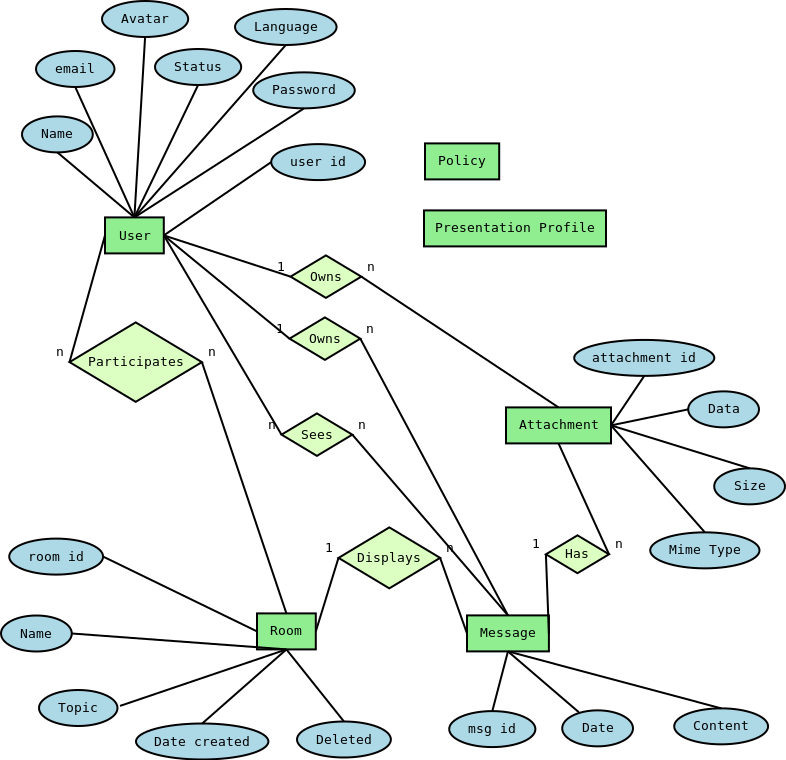 Avatar
Language
email
Status
Password
Name
user id
Policy
Presentation Profile
User
1
Owns
n
1
Owns
n
n
Participates
n
attachment id
Data
Attachment
n
Sees
n
Size
room id
1
Displays
n
1
Has
n
Mime Type
Name
Room
Message
Topic
Date created
Deleted
msg id
Date
Content